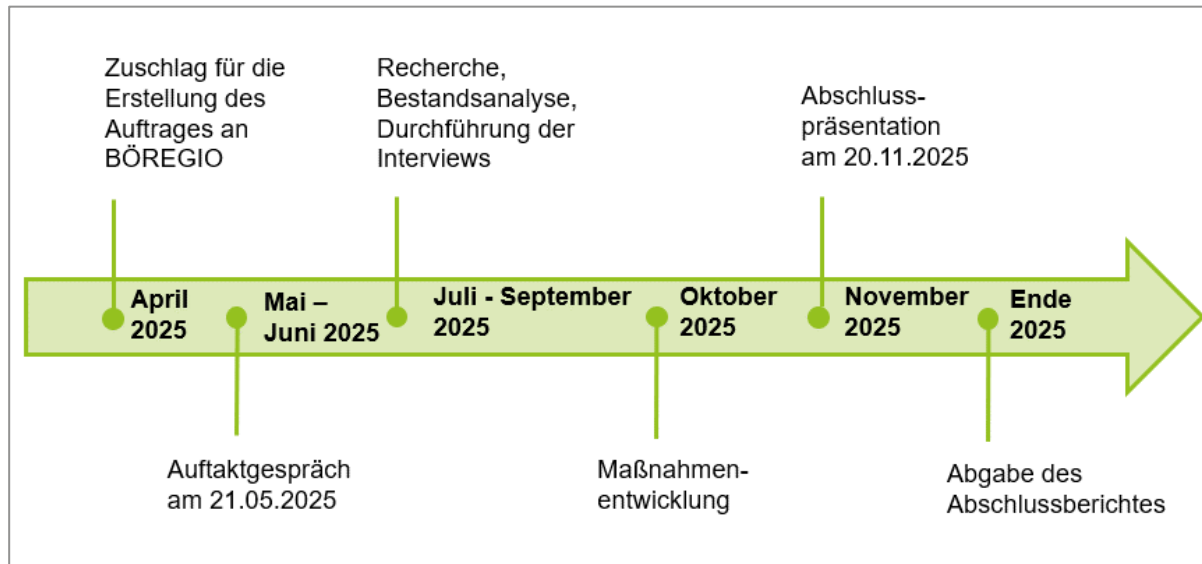 Zuschlag für die
Erstellung des
Auftrages an
BÖREGIO
Recherche,
Bestandsanalyse,
Durchführung der
Interviews
Abschluss-
präsentation
am 20.11.2025
April
2025
Mai –
Juni 2025
Juli - September
2025
Oktober
2025
November
2025
Ende
2025
Auftaktgespräch
am 21.05.2025
Maßnahmen-
entwicklung
Abgabe des
Abschlussberichtes